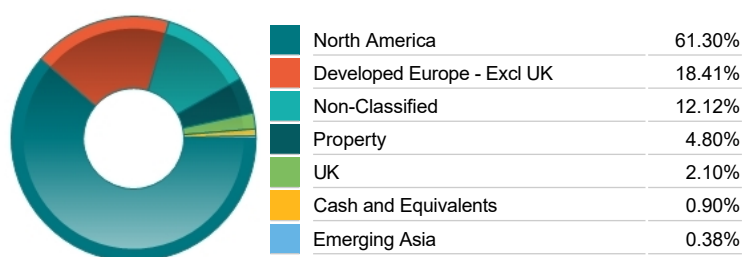 North America 61.30%
Developed Europe - Excl UK 18.41%
Non-Classified 12.12%
Property 4.80%
UK 2.10%
Cash and Equivalents 0.90%
Emerging Asia 0.38%